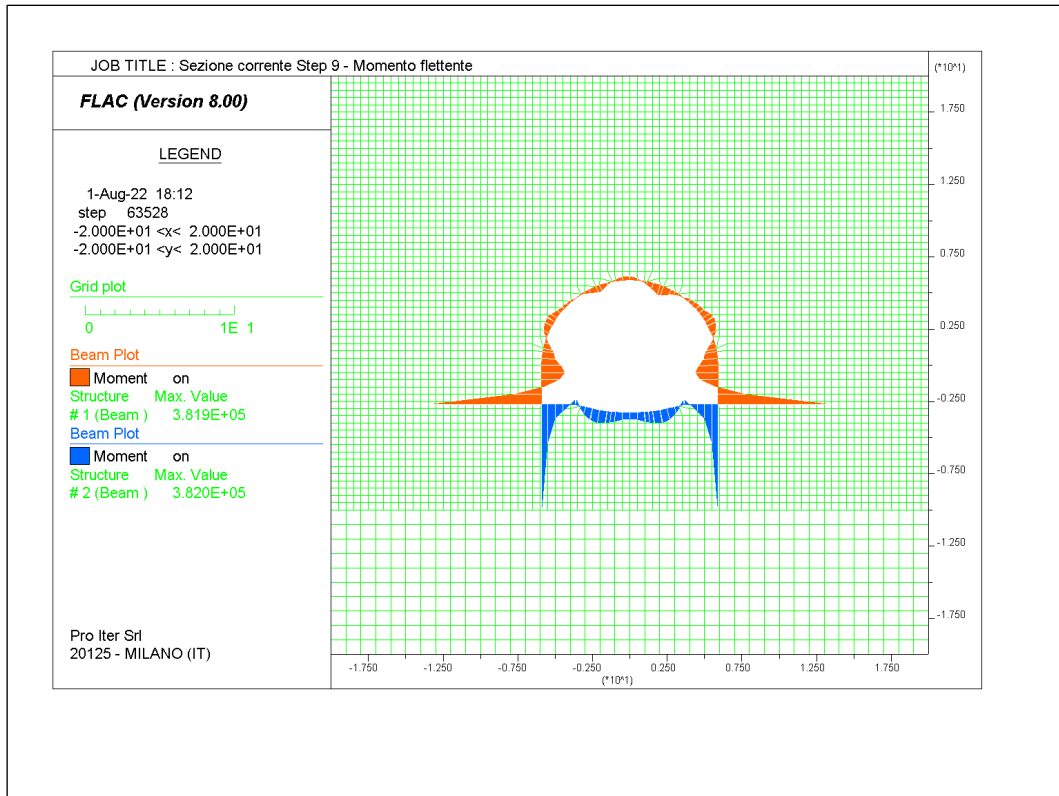 JOB TITLE : Sezione corrente Step 9 - Momento flettente
(*10^1)
FLAC (Version 8.00)
LEGEND
1-Aug-22 18:12
step 63528
-2.000E+01 <x< 2.000E+01
-2.000E+01 <y< 2.000E+01
Grid plot
0 1E 1
Beam Plot
Moment on
Structure Max. Value
# 1 (Beam ) 3.819E+05
Beam Plot
Moment on
Structure Max. Value
# 2 (Beam ) 3.820E+05
Pro Iter Srl
20125 - MILANO (IT)
1.750
1.250
0.750
0.250
-0.250
-0.750
-1.250
-1.750
-1.750 -1.250 -0.750 -0.250 0.250 0.750 1.250 1.750
(*10^1)